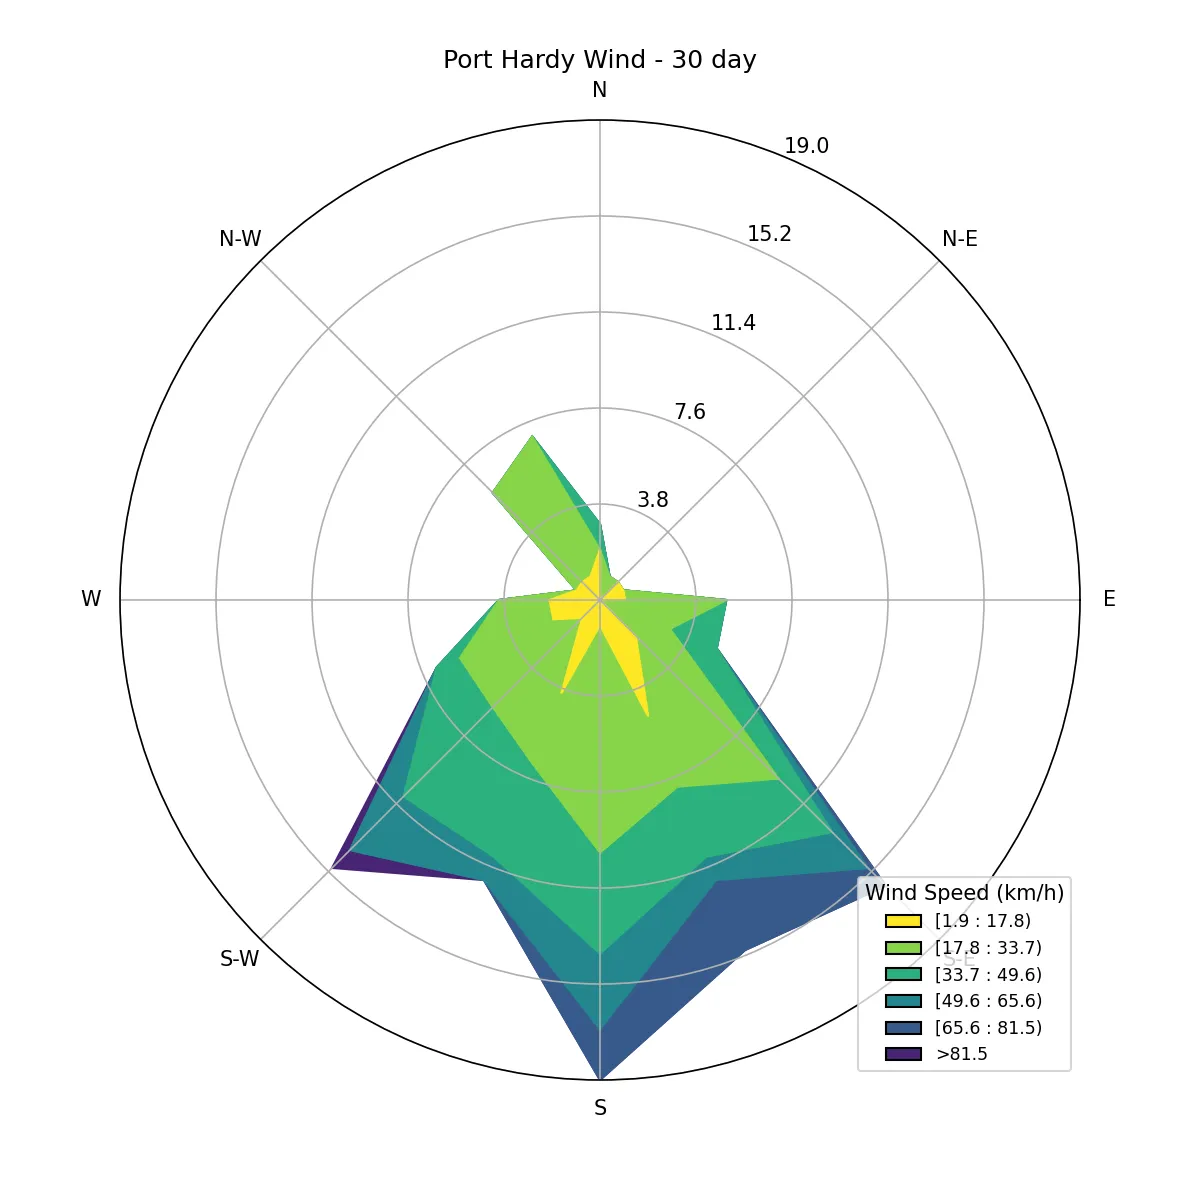 Port Hardy Wind - 30 day
N
19.0
N-W
15.2
N-E
11.4
7.6
3.8
W
E
Wind Speed (km/h)
[1.9 : 17.8)
[17.8 : 33.7)
S-W
S-E
[33.7 : 49.6)
[49.6 : 65.6)
[65.6 : 81.5)
>81.5
S